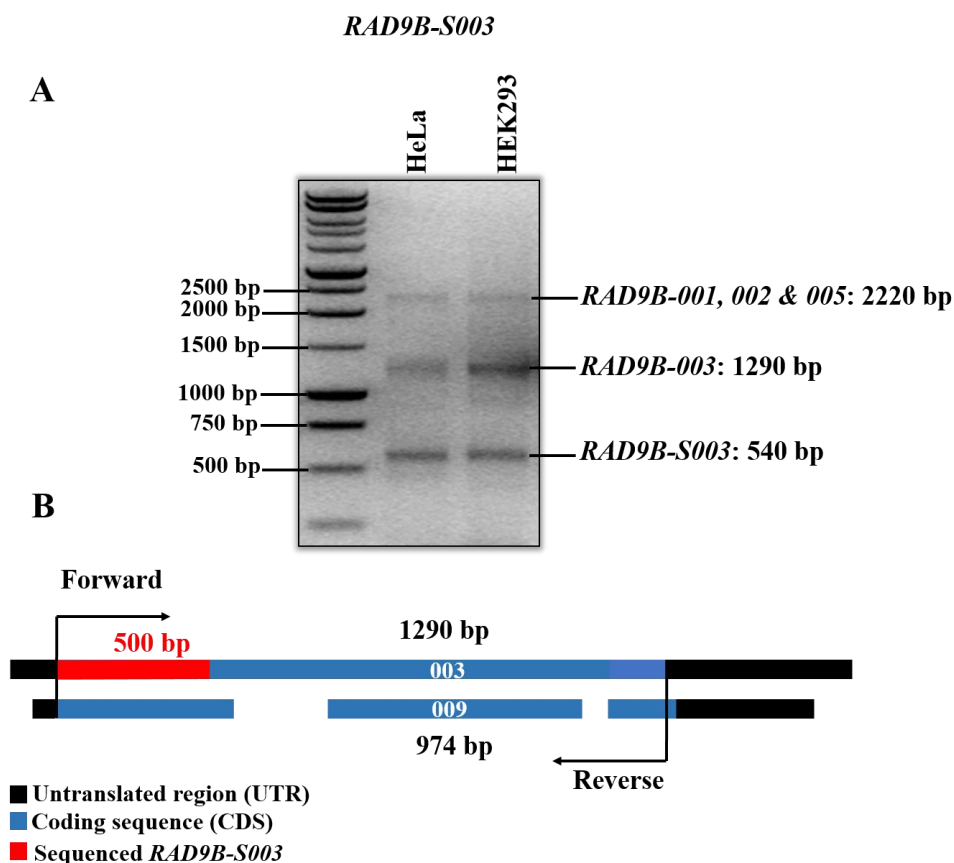 RAD9B-S003
A
HeLa
HEK293
2500 bp
2000 bp
1500 bp
1000 bp
750 bp
500 bp
RAD9B-001, 002 & 005: 2220 bp
RAD9B-003: 1290 bp
RAD9B-S003: 540 bp
B
Forward
500 bp
1290 bp
003
009
974 bp
Reverse
Untranslated region (UTR)
Coding sequence (CDS)
Sequenced RAD9B-S003